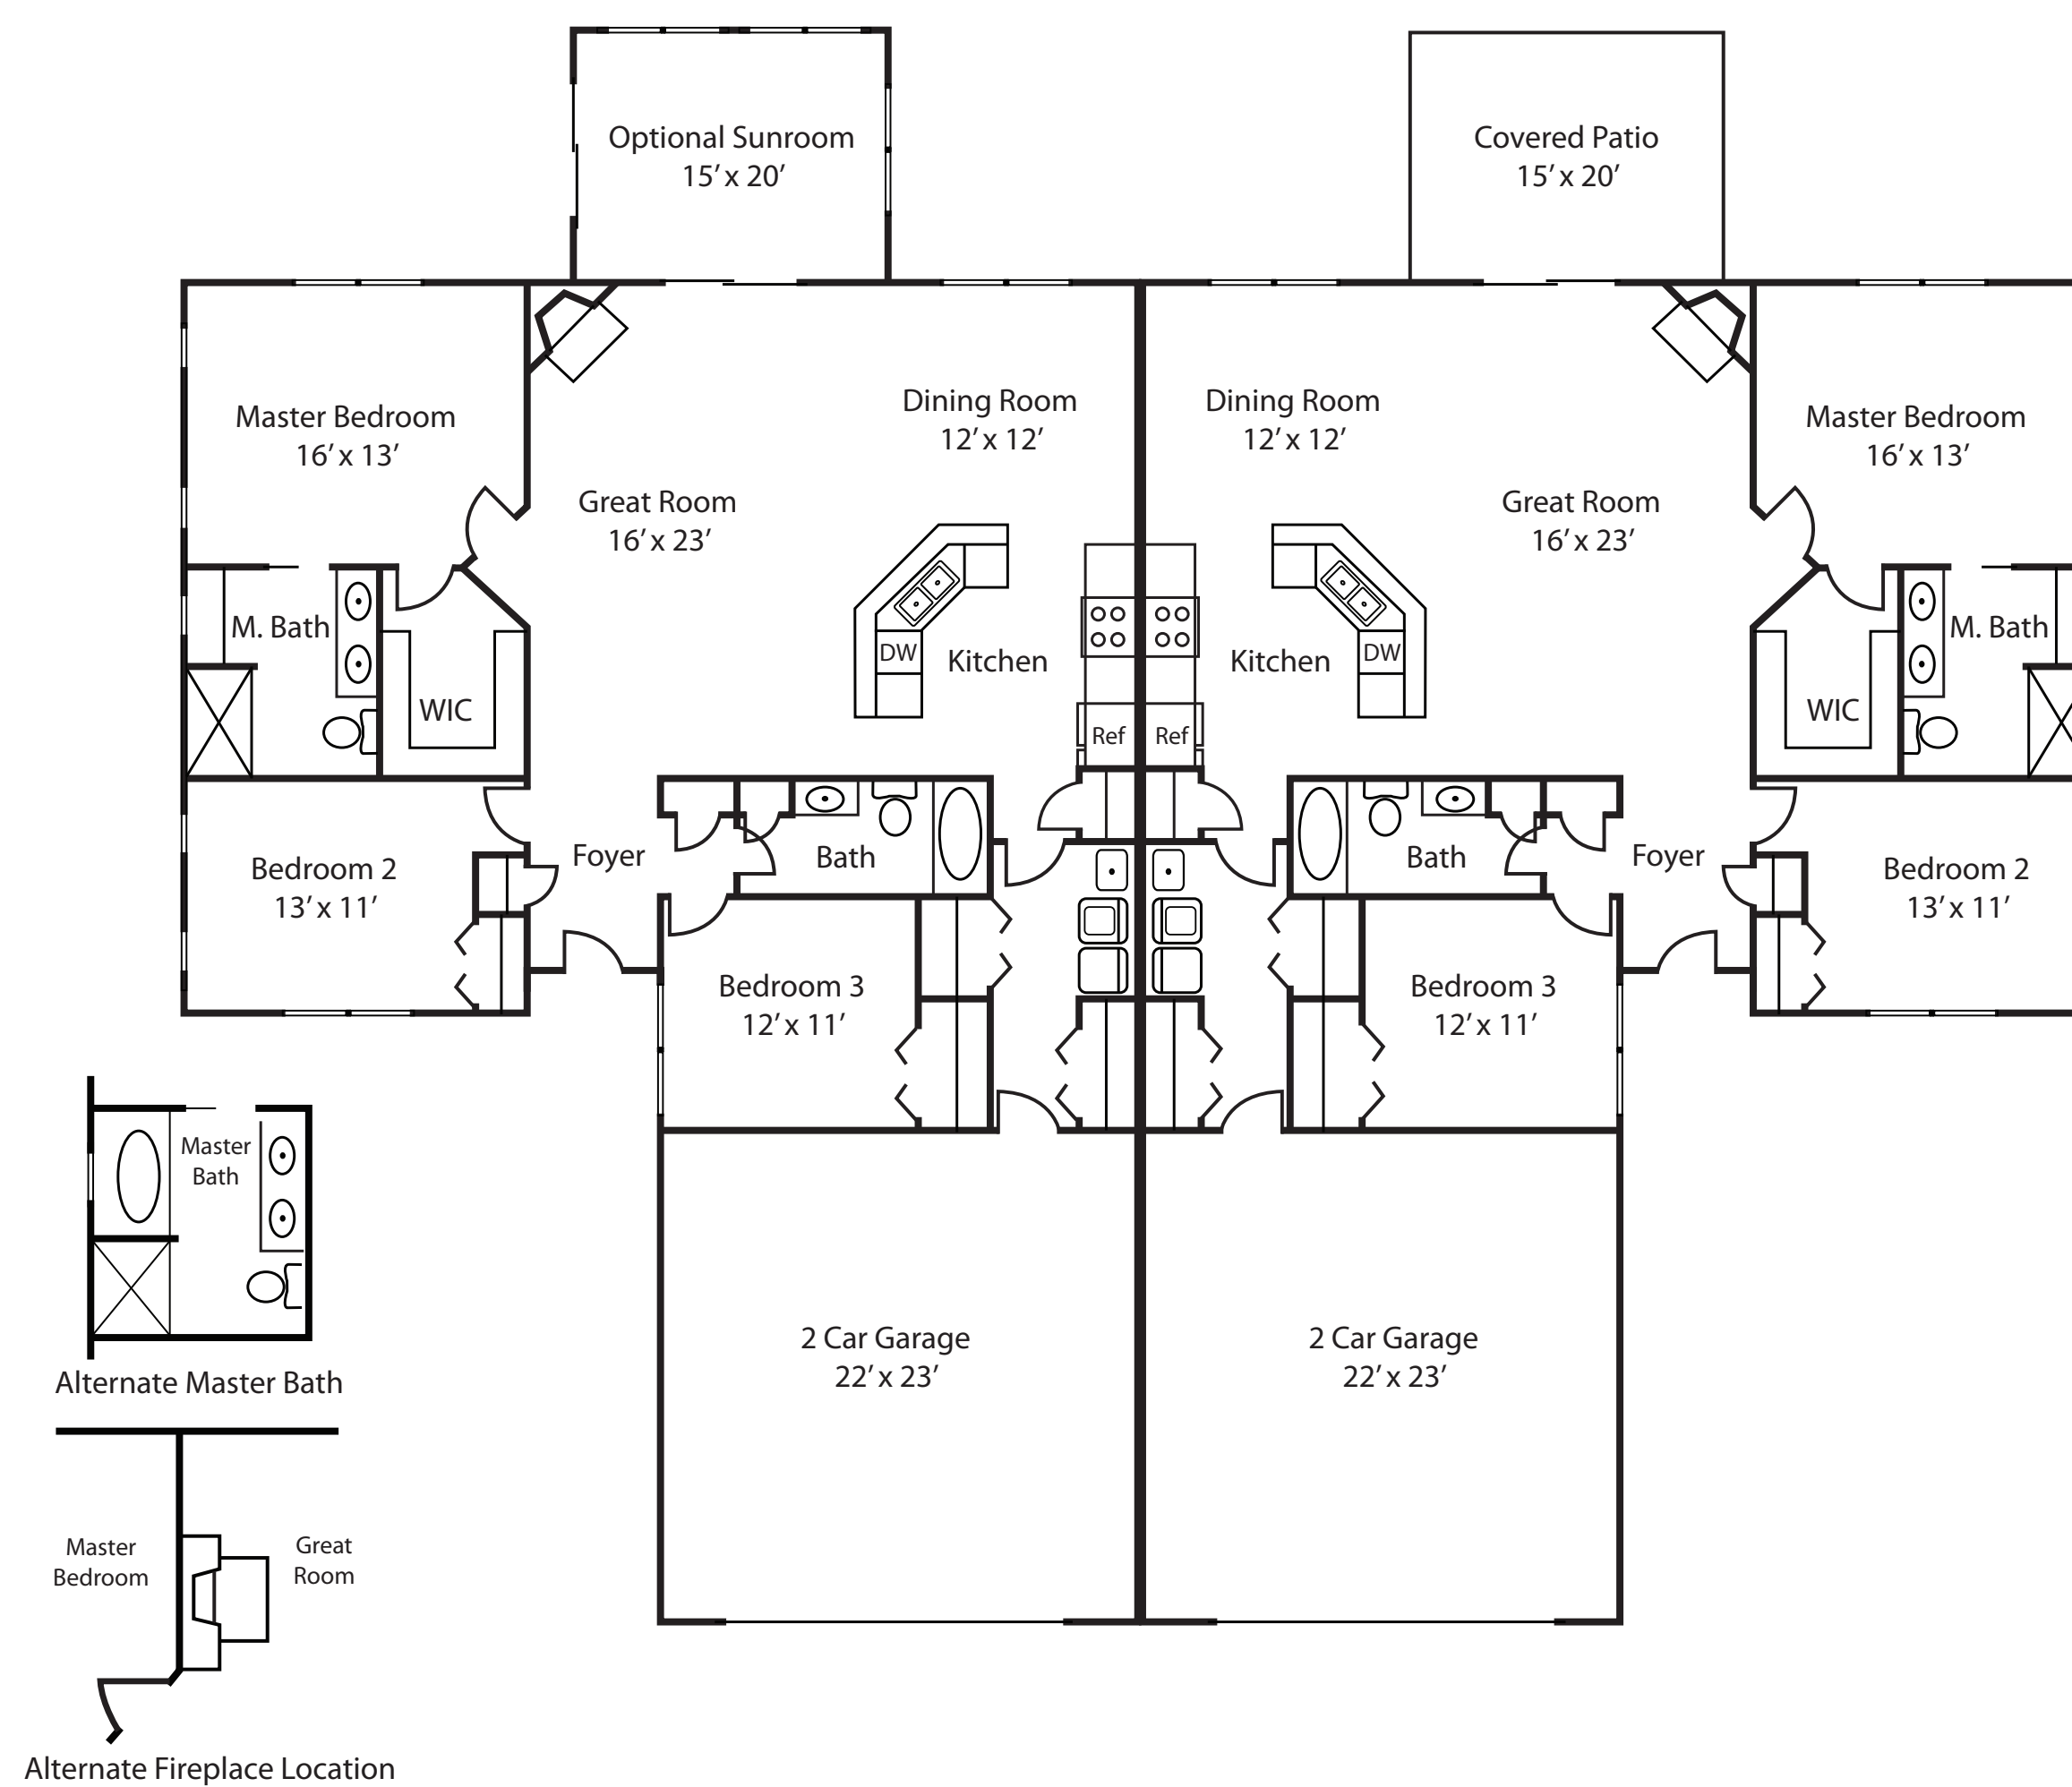 Optional Sunroom
15’ x 20’
Covered Patio
15’ x 20’
Master Bedroom
16’ x 13’
Dining Room
12’ x 12’
Dining Room
12’ x 12’
Master Bedroom
16’ x 13’
Great Room
16’ x 23’
Great Room
16’ x 23’
M. Bath
WIC
DW
Kitchen
Kitchen
DW
M. Bath
WIC
Ref
Ref
Bedroom 2
13’ x 11’
Foyer
Bath
Bath
Foyer
Bedroom 2
13’ x 11’
Bedroom 3
12’ x 11’
Bedroom 3
12’ x 11’
Master
Bath
Alternate Master Bath
2 Car Garage
22’ x 23’
2 Car Garage
22’ x 23’
Master
Bedroom
Great
Room
Alternate Fireplace Location